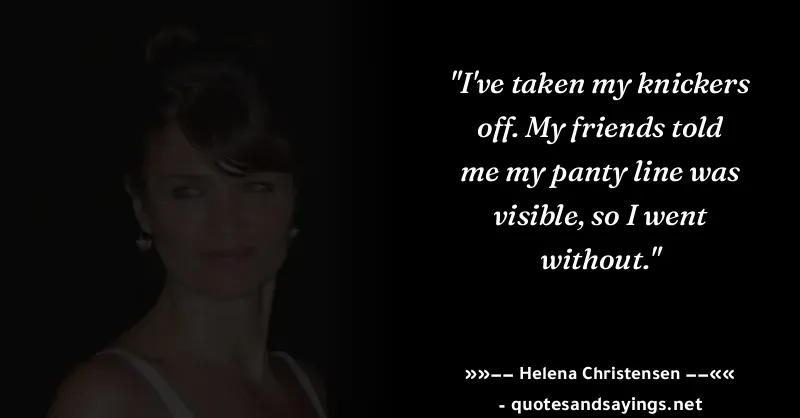 "I've taken my knickers
off. My friends told
me my panty line was
visible, so I went
without."
»»–– Helena Christensen ––««
- quotesandsayings.net